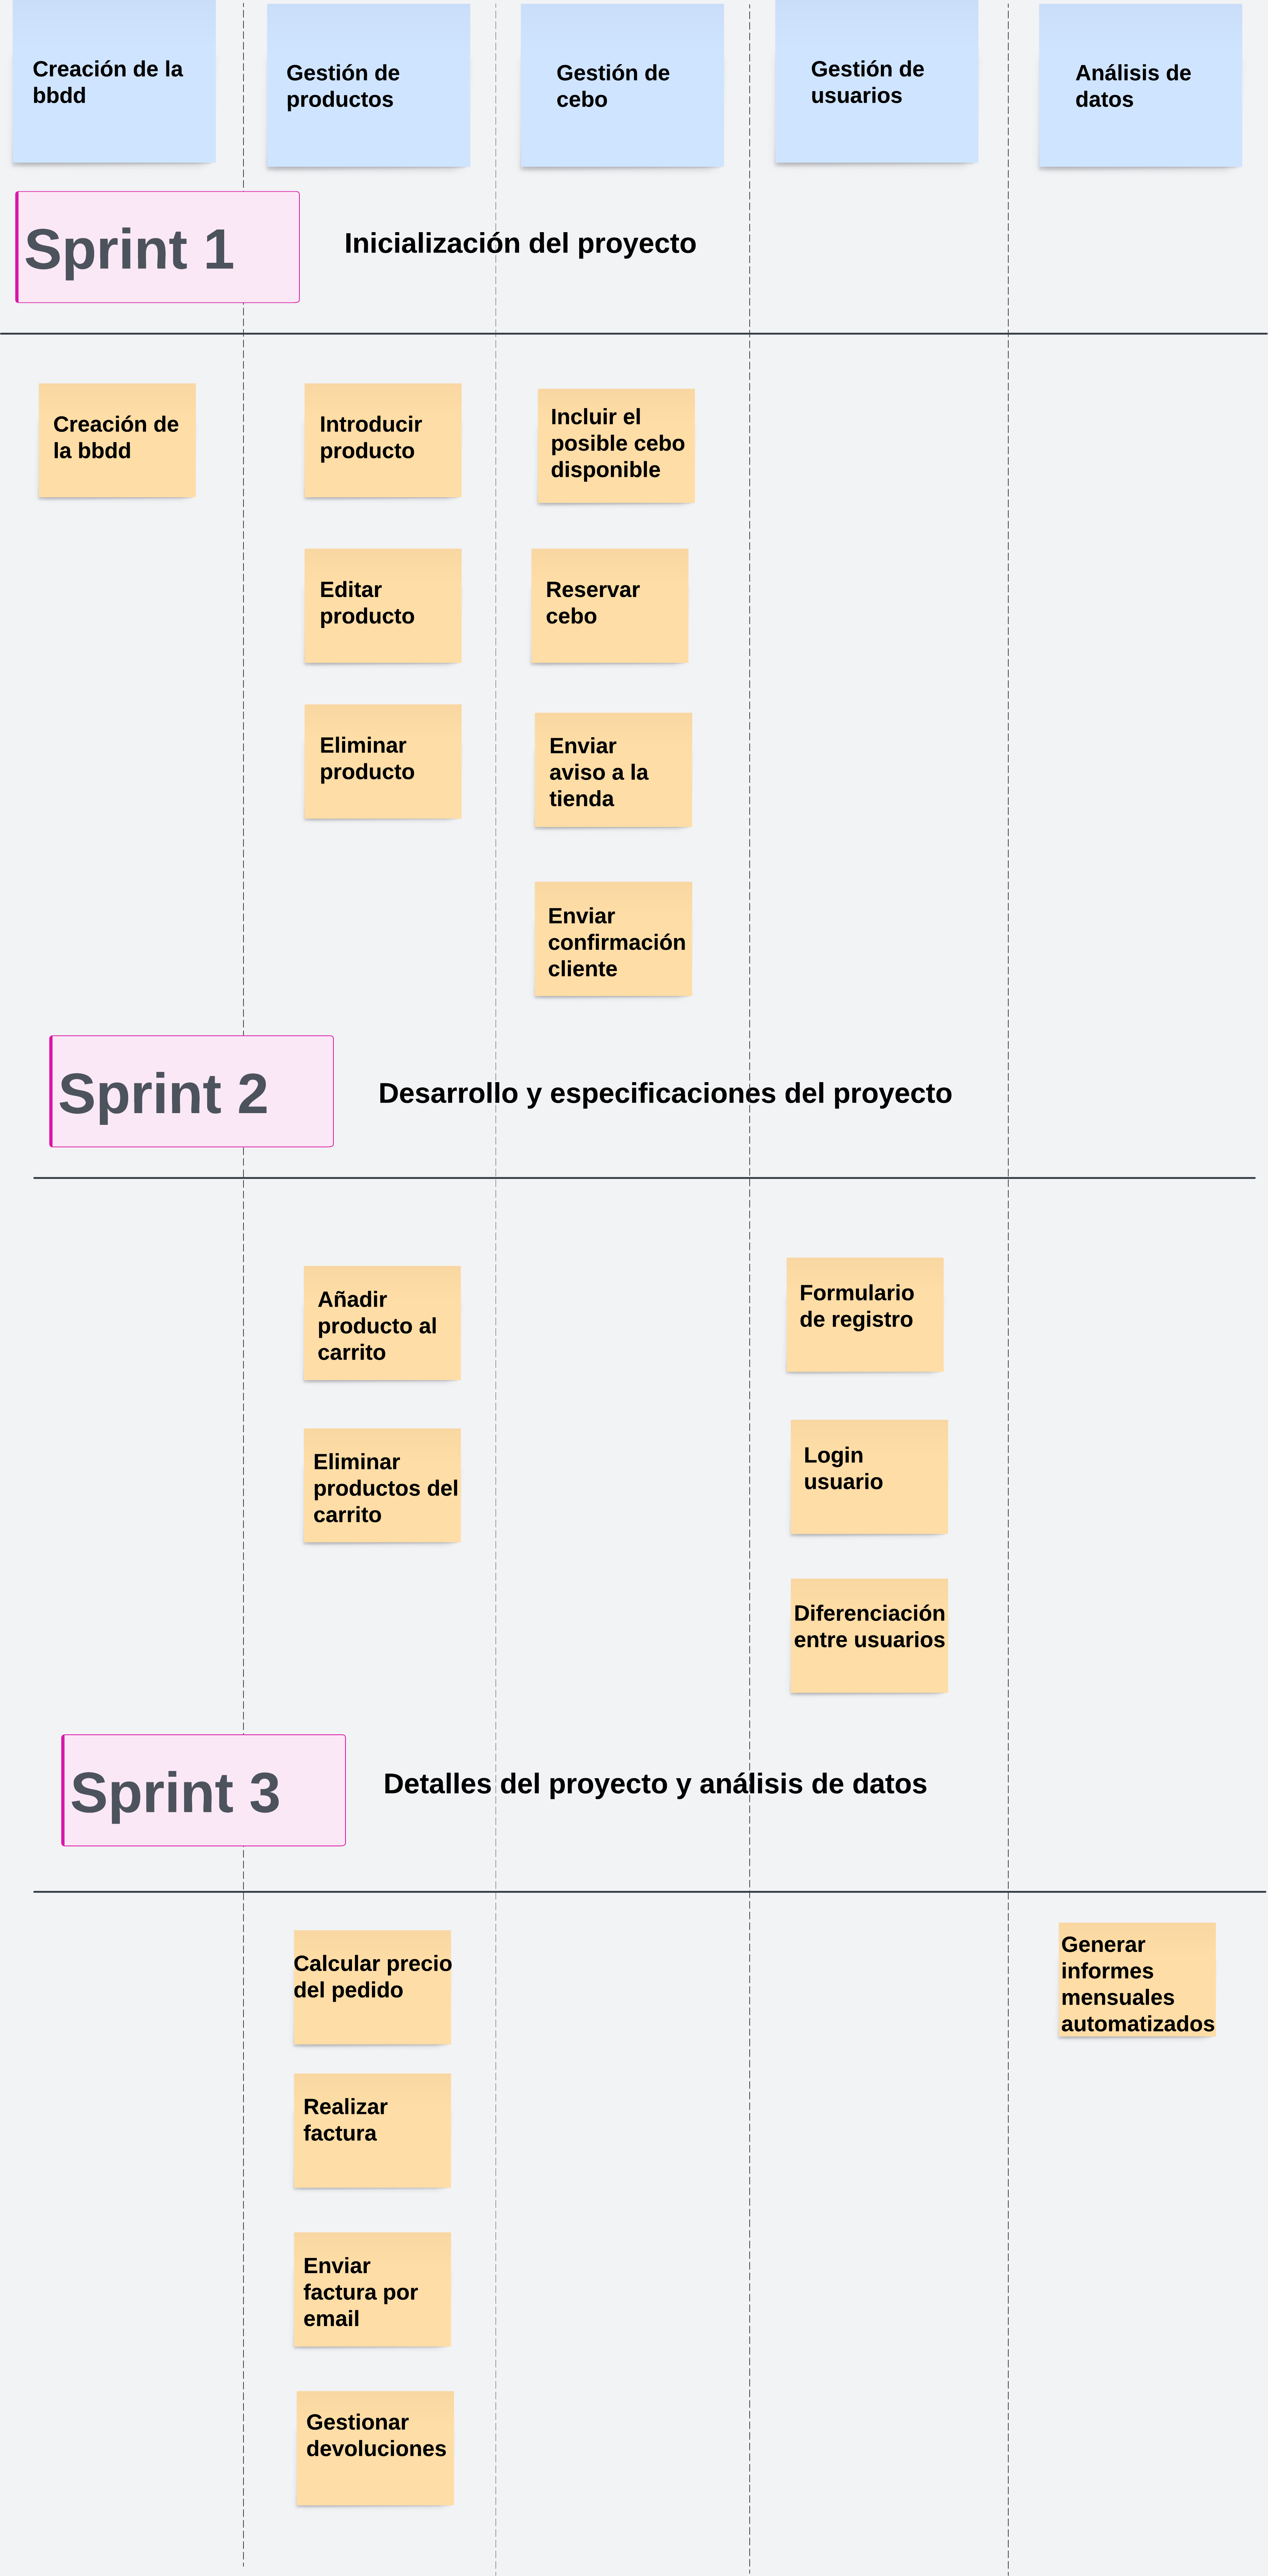 Creación de la
bbdd
Gestión de
productos
Gestión de
cebo
Gestión de
usuarios
Análisis de
datos
Sprint 1
Inicialización del proyecto
Creación de
la bbdd
Introducir
producto
Incluir el
posible cebo
disponible
Editar
producto
Reservar
cebo
Eliminar
producto
Enviar
aviso a la
tienda
Enviar
confirmación
cliente
Sprint 2
Desarrollo y especificaciones del proyecto
Añadir
producto al
carrito
Formulario
de registro
Eliminar
productos del
carrito
Login
usuario
Diferenciación
entre usuarios
Sprint 3
Detalles del proyecto y análisis de datos
Calcular precio
del pedido
Generar
informes
mensuales
automatizados
Realizar
factura
Enviar
factura por
email
Gestionar
devoluciones